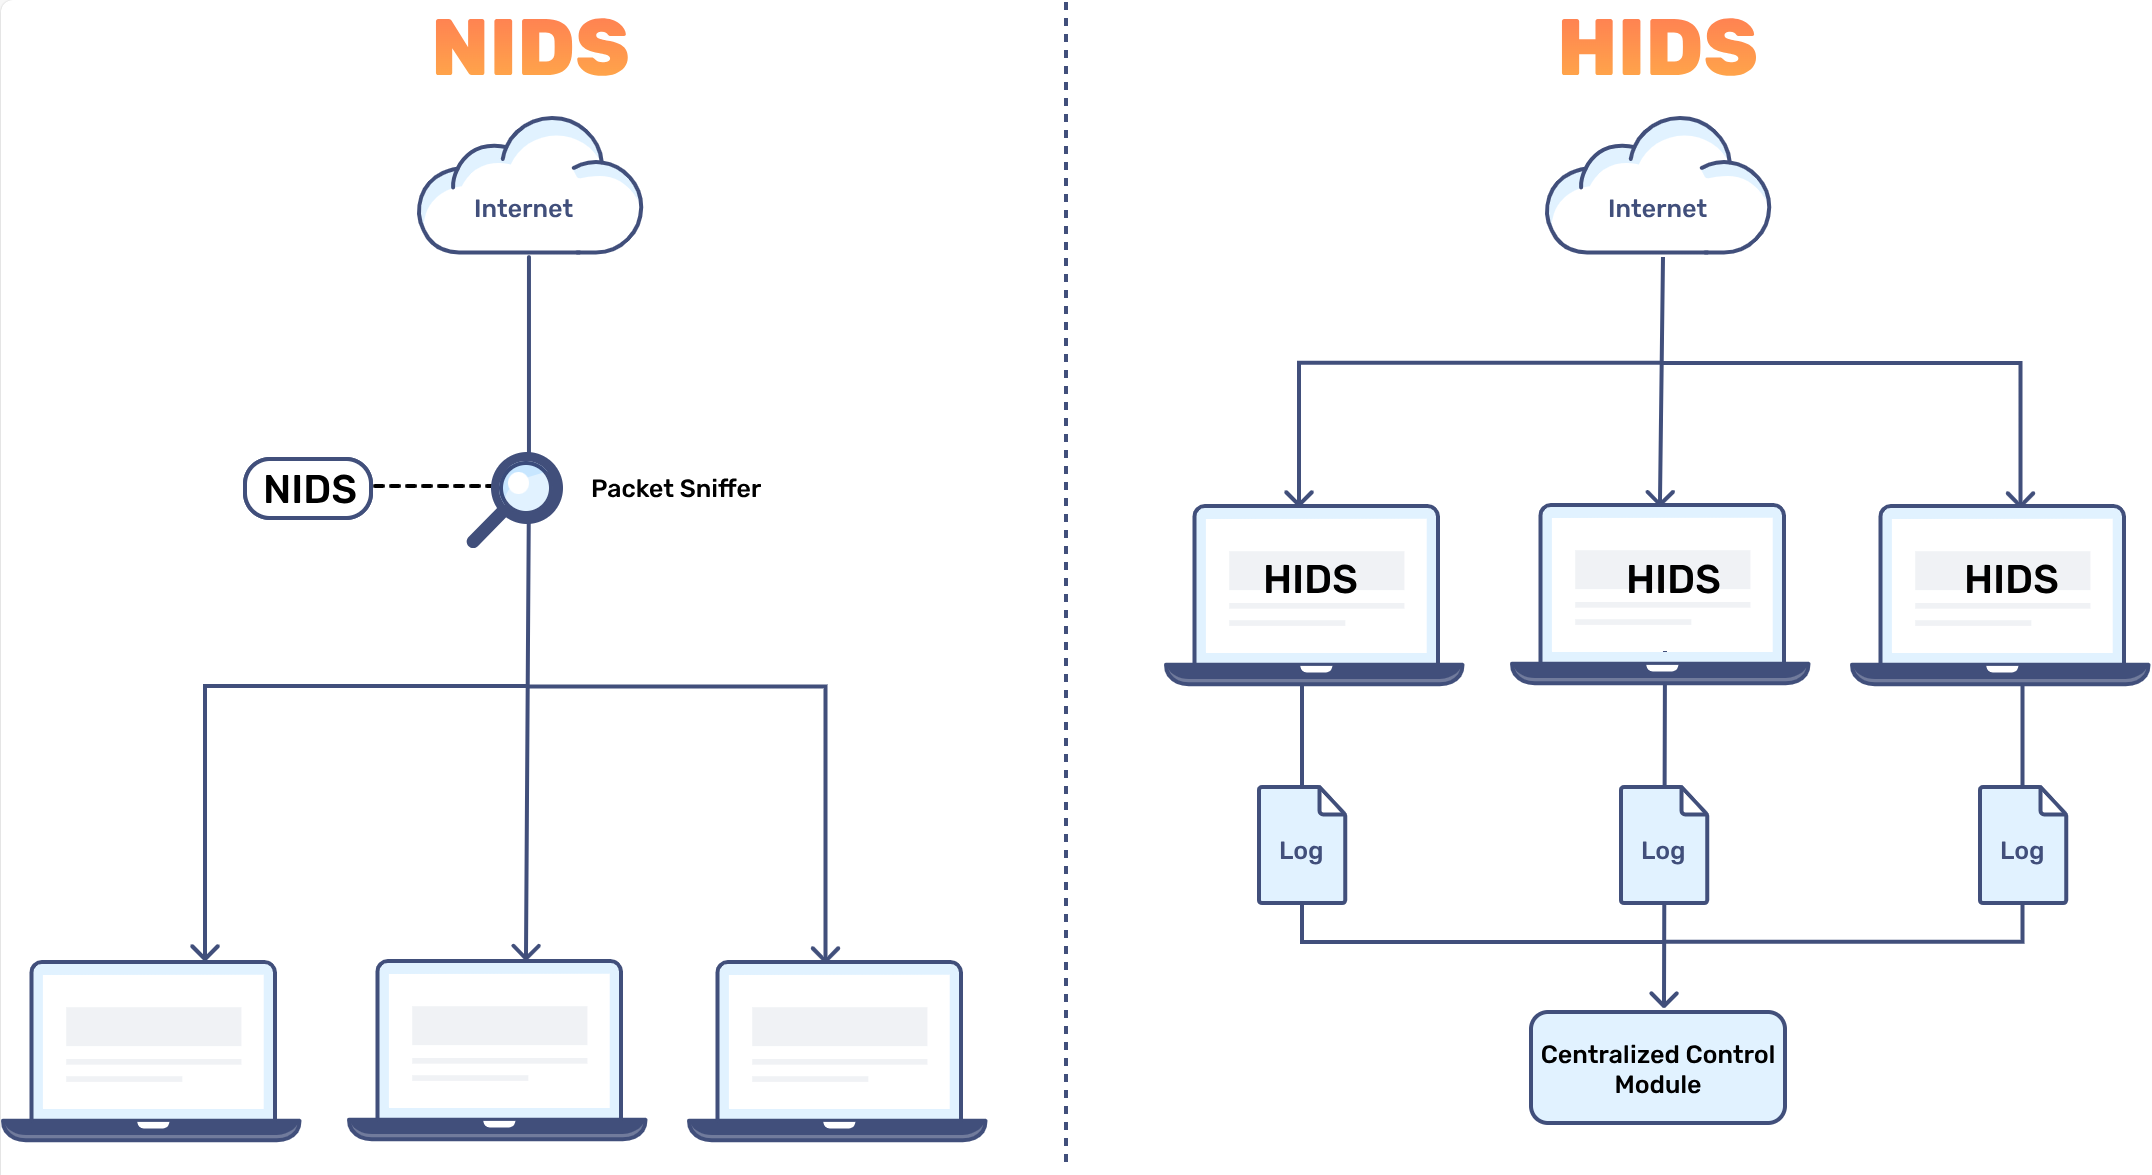 NIDS
Internet
NIDS
Packet Sniffer
HIDS
Internet
HIDS
HIDS
HIDS
Log
Log
Log
Centralized Control
Module